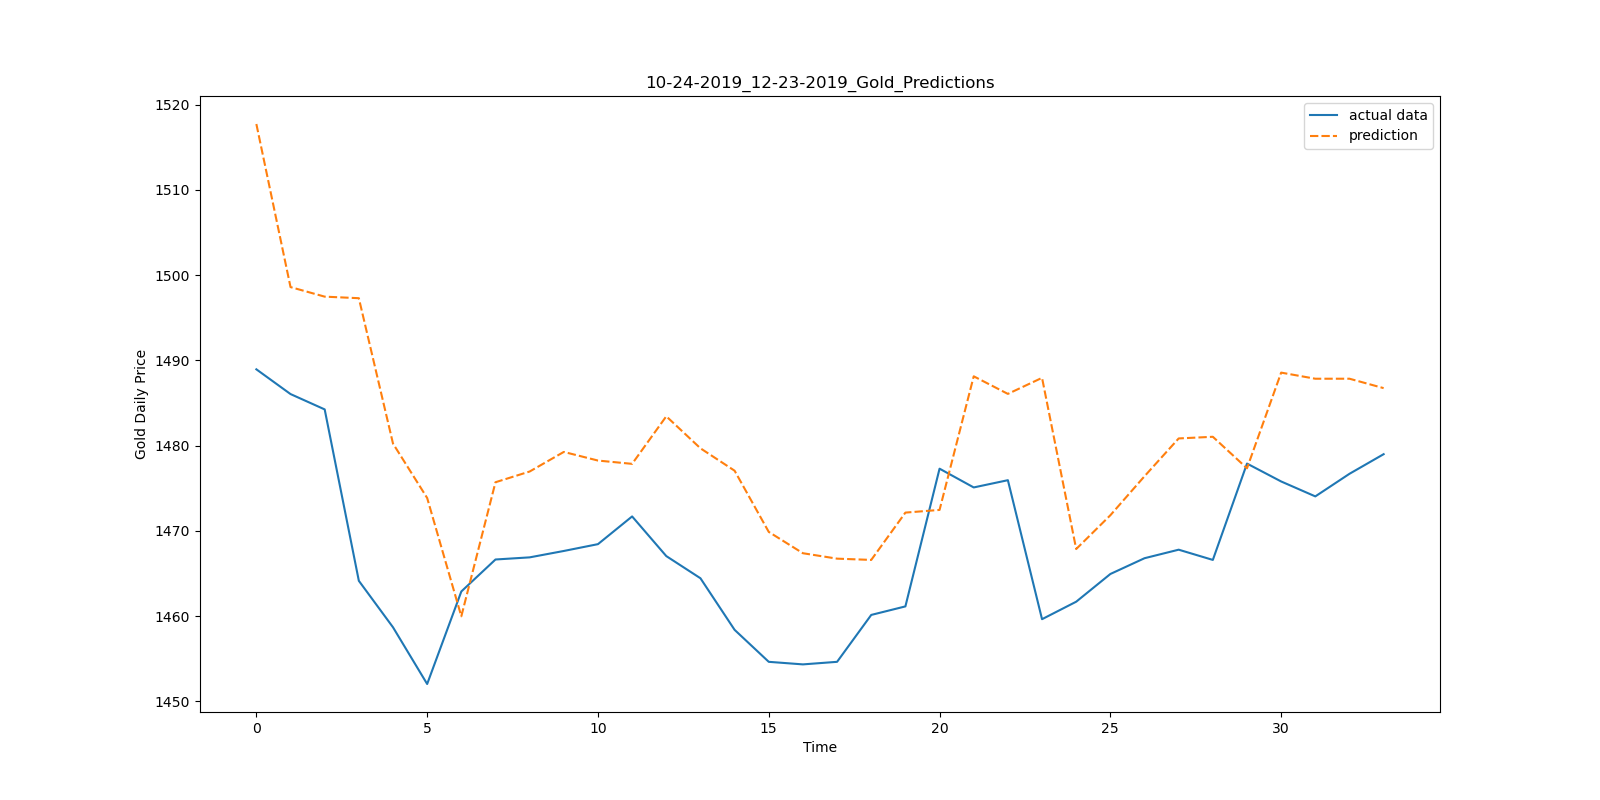 10-24-2019_12-23-2019_Gold_Predictions
actual data
prediction
Gold Daily Price
1520
1510
1500
1490
1480
1470
1460
1450
0 5 10 15 20 25 30
Time